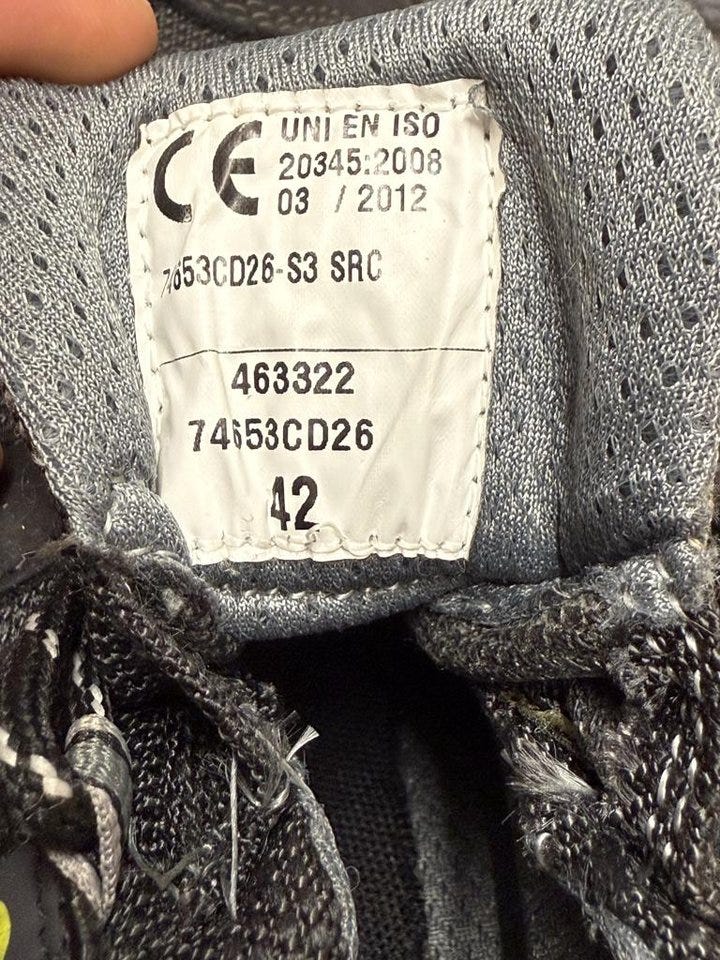 CE UNI EN ISO
20345:2008
03 / 2012
74653CD26-S3 SRC
463322
74653CD26
42